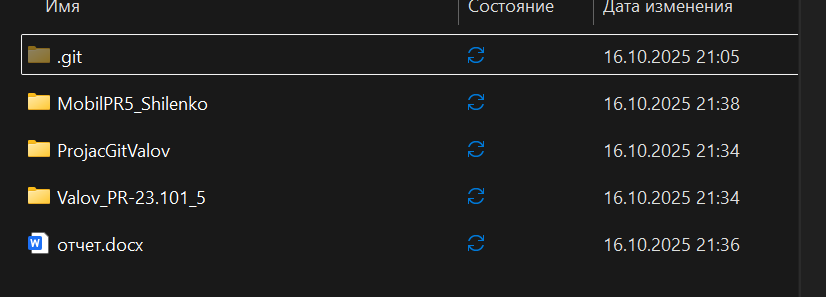 Имя Состояние Дата изменения
.git 16.10.2025 21:05
MobilPR5_Shilenko 16.10.2025 21:38
ProjacGitValov 16.10.2025 21:34
Valov_PR-23.101_5 16.10.2025 21:34
отчет.docx 16.10.2025 21:36